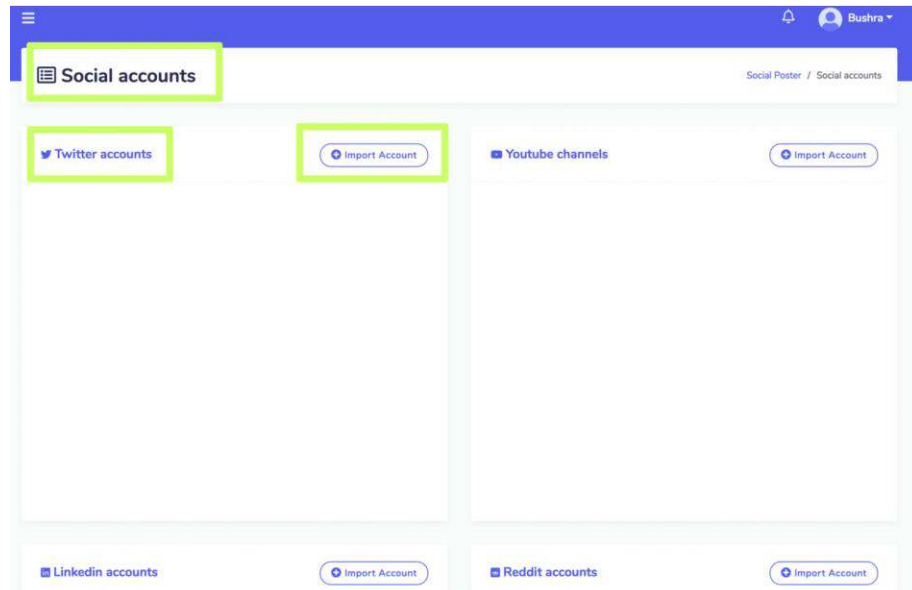 Bushra
Social accounts
Social Poster / Social accounts
Twitter accounts
Import Account
Youtube channels
Import Account
Linkedin accounts
Import Account
Reddit accounts
Import Account